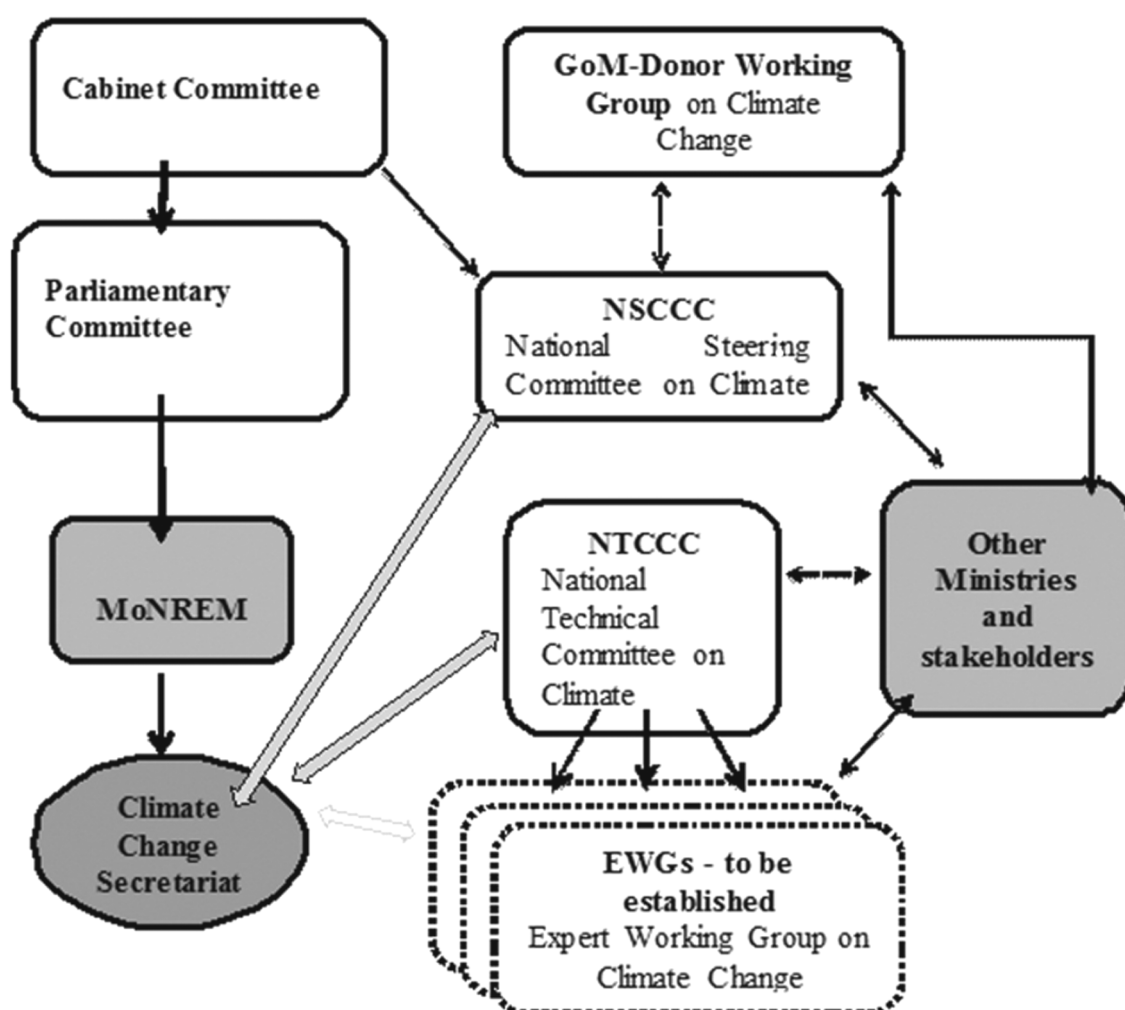 Cabinet Committee
GoM-Donor Working
Group on Climate
Change
Parliamentary
Committee
NSCCC
National Steering
Committee on Climate
MoNREM
NTCCC
National
Technical
Committee on
Climate
Other
Ministries
and
stakeholders
Climate
Change
Secretariat
EWGs - to be
established
Expert Working Group on
Climate Change